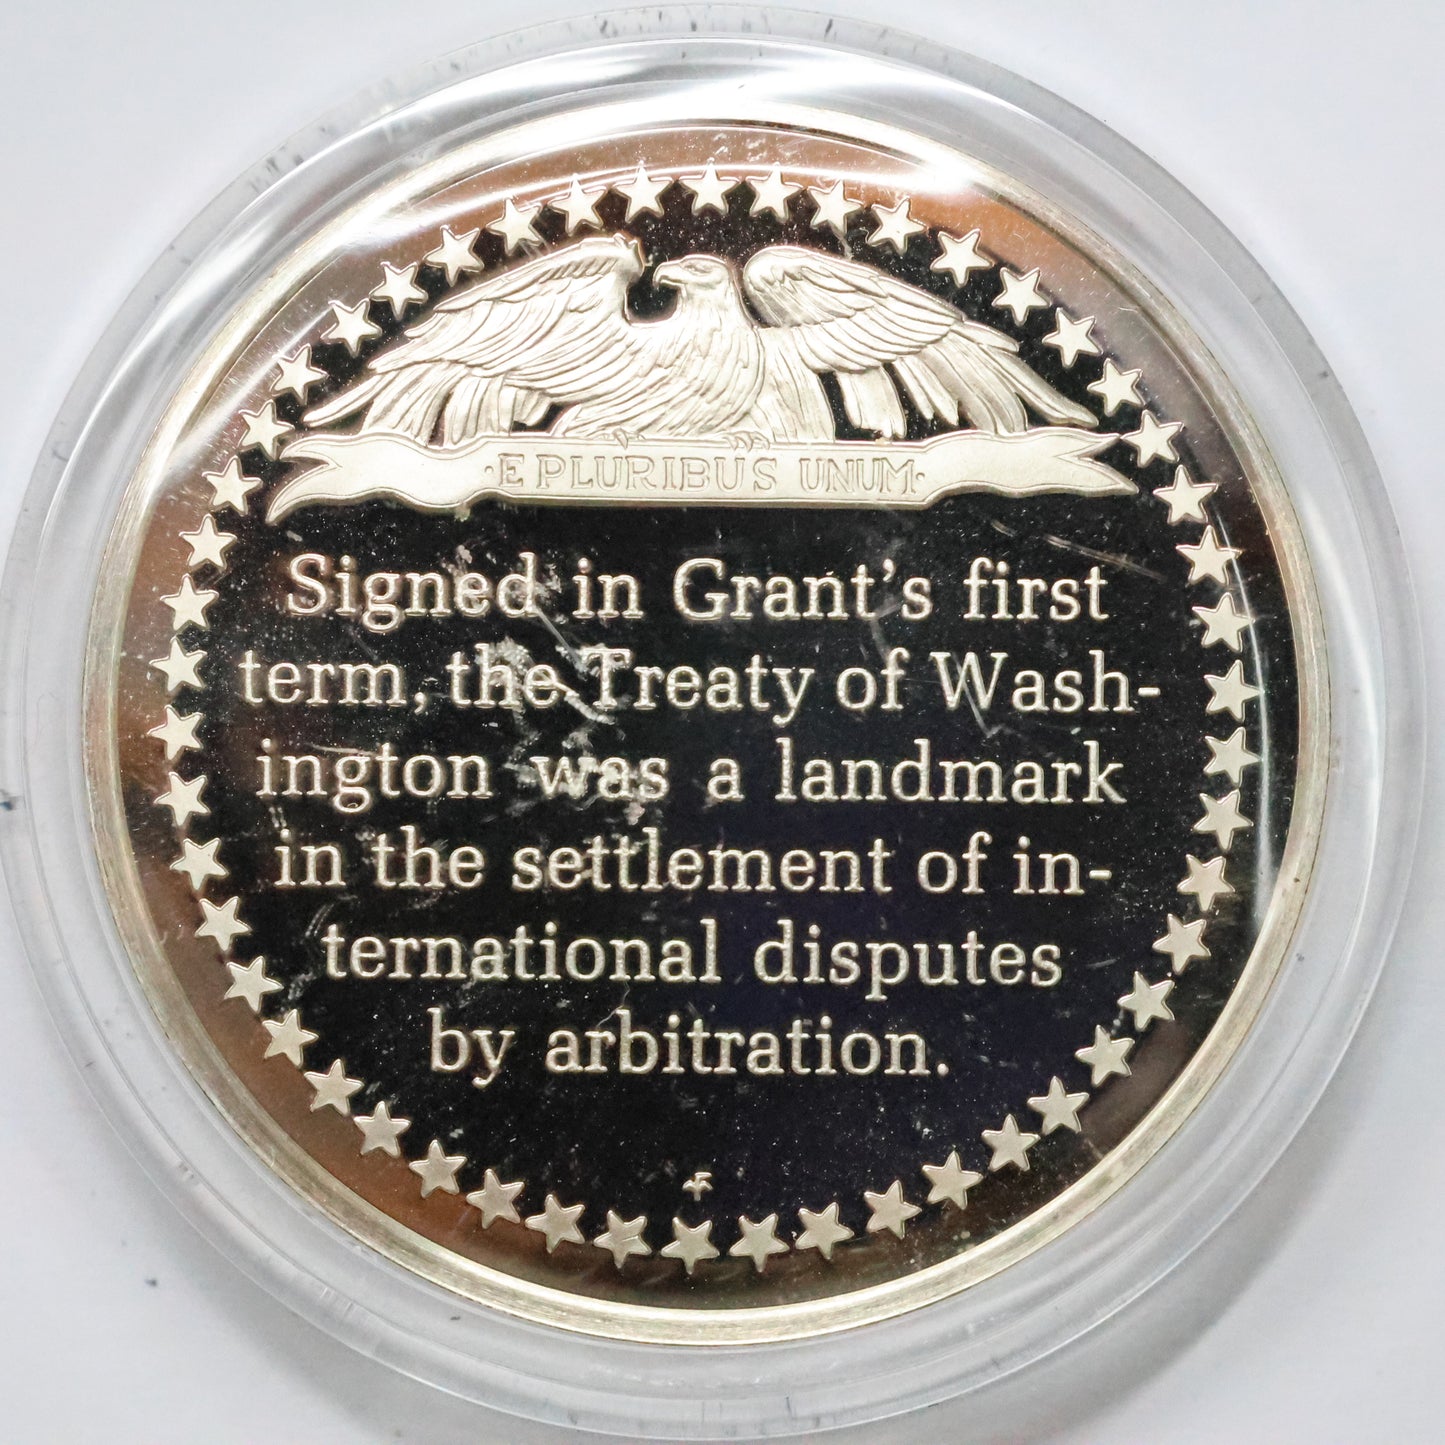 ·E PLURIBUS UNUM·
Signed in Grant's first
term, the Treaty of Wash-
ington was a landmark
in the settlement of in-
ternational disputes
by arbitration.